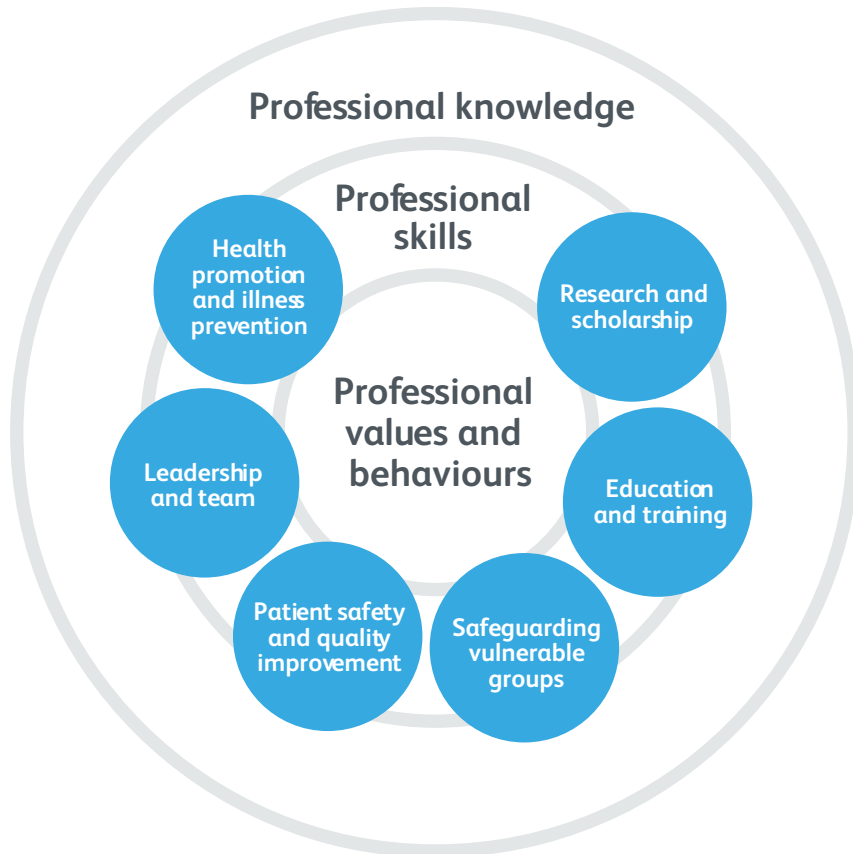 Professional knowledge
Professional
skills
Health
promotion
and illness
prevention
Research and
scholarship
Professional
values and
behaviours
Leadership
and team
Education
and training
Patient safety
and quality
improvement
Safeguarding
vulnerable
groups